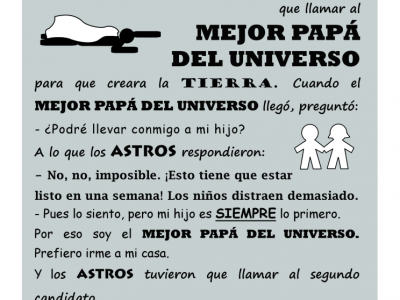 que llamar al
MEJOR PAPÁ
DEL UNIVERSO
para que creara la TIERRA. Cuando el
MEJOR PAPÁ DEL UNIVERSO llegó, preguntó:
- ¿Podré llevar conmigo a mi hijo?
A lo que los ASTROS respondieron:
- No, no, imposible. ¡Esto tiene que estar
listo en una semana! Los niños distraen demasiado.
- Pues lo siento, pero mi hijo es SIEMPRE lo primero.
Por eso soy el MEJOR PAPÁ DEL UNIVERSO.
Prefiero irme a mi casa.
Y los ASTROS tuvieron que llamar al segundo
candidato